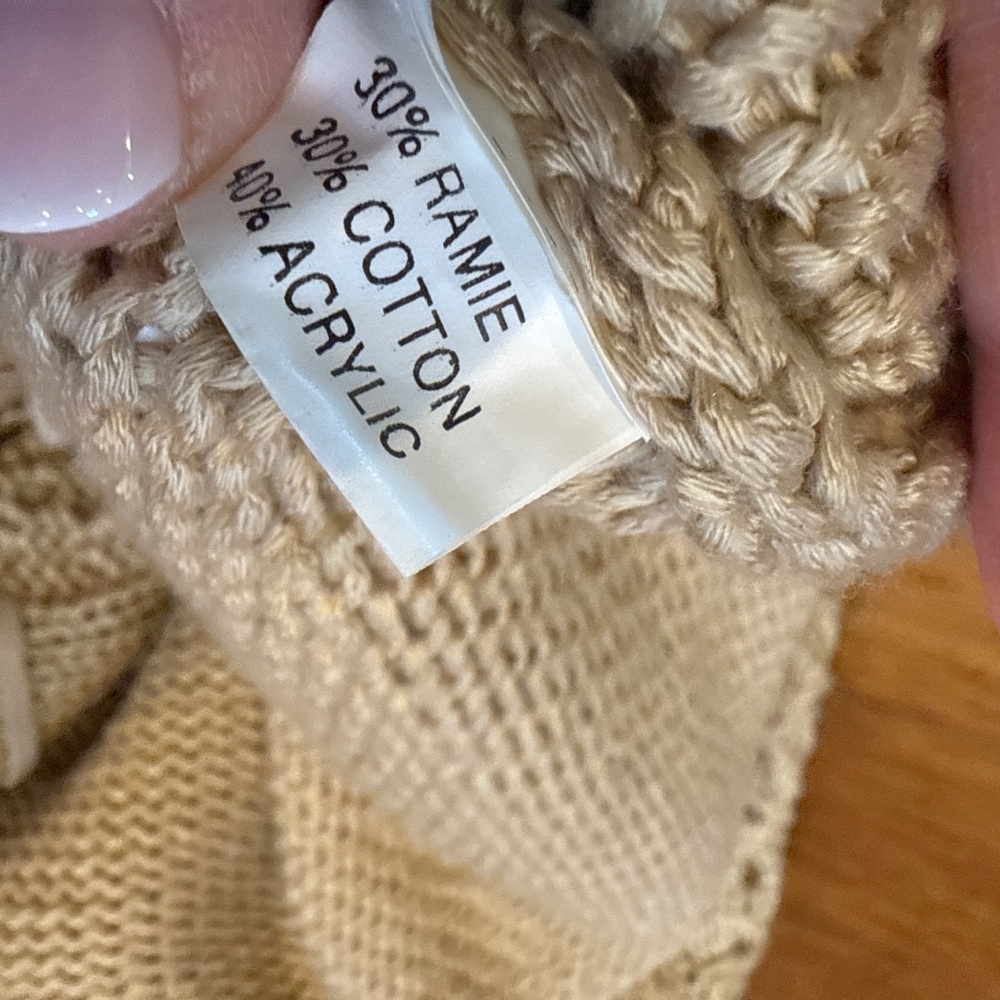 30% RAMIE
30% COTTON
40% ACRYLIC